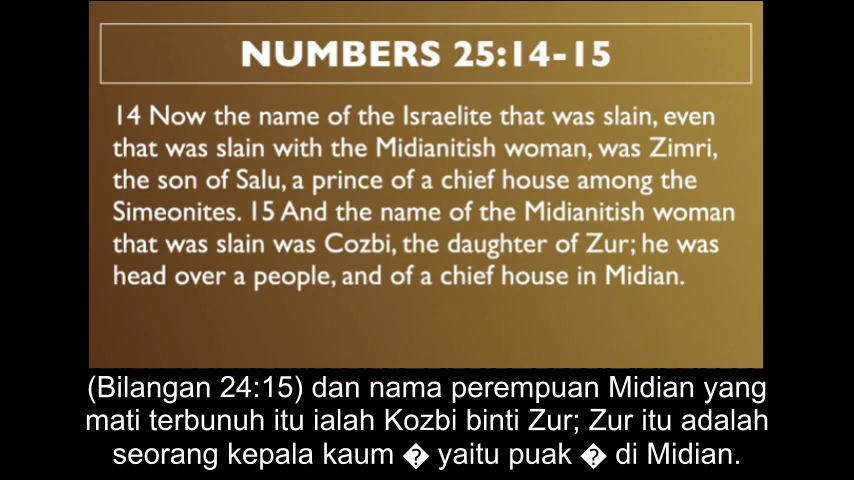 NUMBERS 25:14-15
14 Now the name of the Israelite that was slain, even
that was slain with the Midianitish woman, was Zimri,
the son of Salu, a prince of a chief house among the
Simeonites. 15 And the name of the Midianitish woman
that was slain was Cozbi, the daughter of Zur; he was
head over a people, and of a chief house in Midian.
(Bilangan 24:15) dan nama perempuan Midian yang
mati terbunuh itu ialah Kozbi binti Zur; Zur itu adalah
seorang kepala kaum � yaitu puak � di Midian.